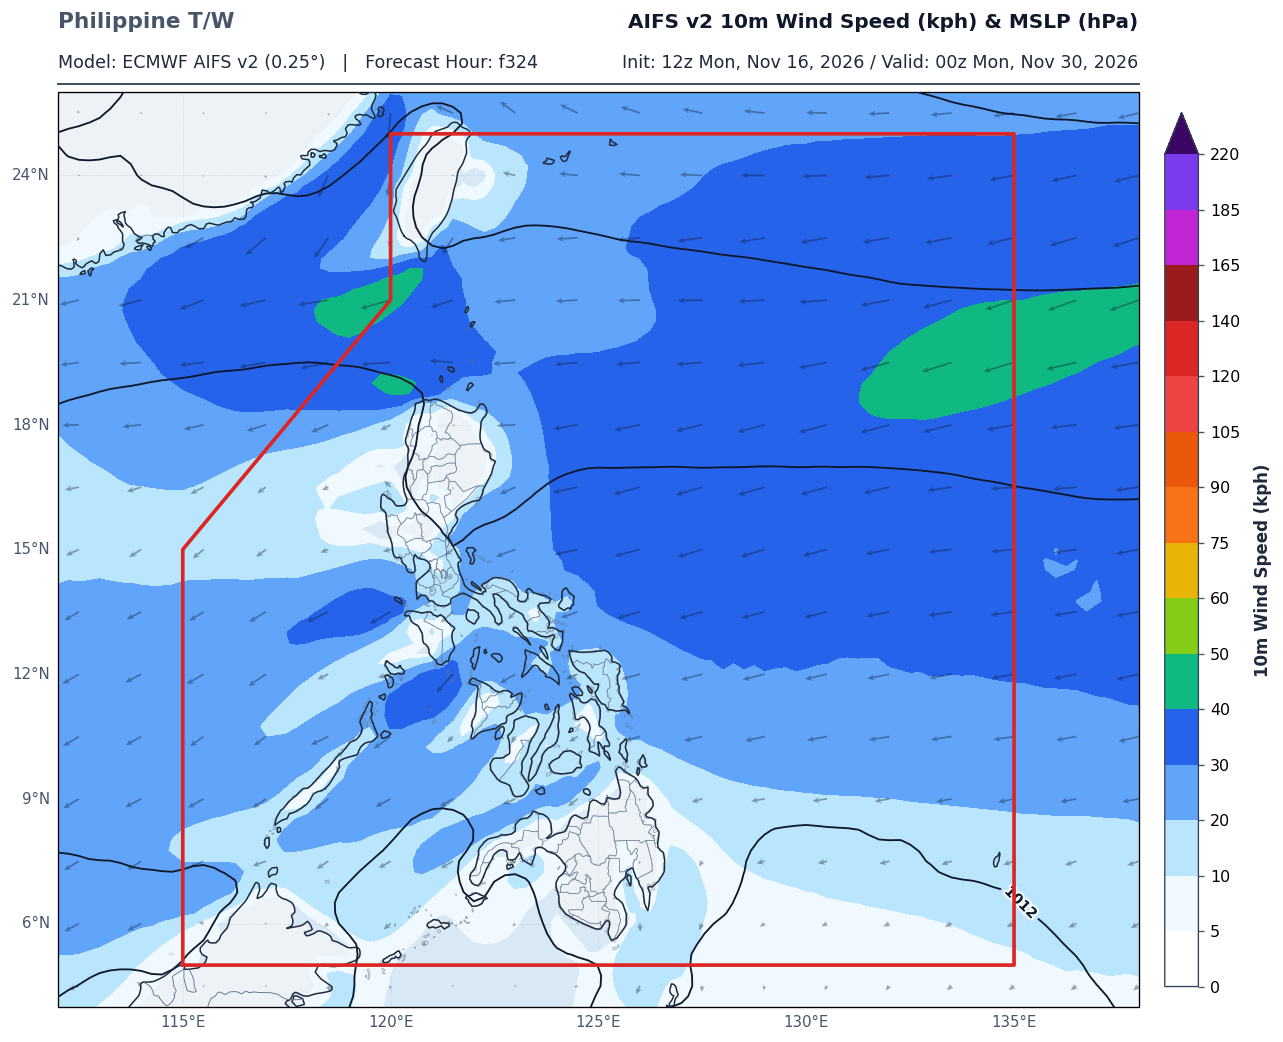 Philippine T/W
AIFS v2 10m Wind Speed (kph) & MSLP (hPa)
Model: ECMWF AIFS v2 (0.25°)   |   Forecast Hour: f324
Init: 12z Mon, Nov 16, 2026 / Valid: 00z Mon, Nov 30, 2026
24°N
21°N
18°N
15°N
12°N
9°N
6°N
115°E
120°E
125°E
130°E
135°E
1012
220
185
165
140
120
105
90
75
60
50
40
30
20
10
5
0
10m Wind Speed (kph)